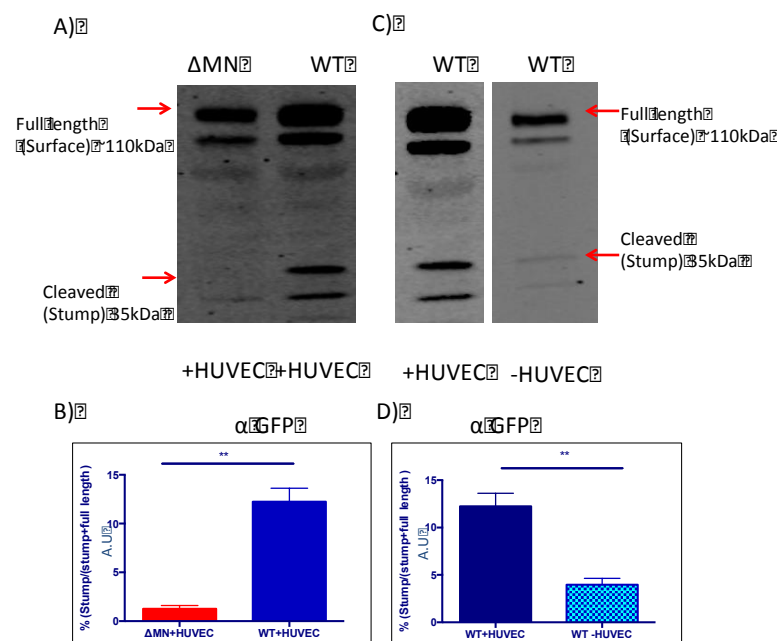 A)⍰
C)⍰
ΔMN⍰
WT⍰
WT⍰
WT⍰
Full⍰length⍰
⍰(Surface)⍰~110kDa⍰
⍰
Cleaved⍰⍰
(Stump)⍰35kDa⍰⍰
Full⍰length⍰
⍰(Surface)⍰~110kDa⍰
⍰
Cleaved⍰⍰
(Stump)⍰35kDa⍰⍰
+HUVEC⍰
+HUVEC⍰
+HUVEC⍰
-HUVEC⍰
B)⍰
α⍰GFP⍰
% (Stump/(stump+full length)
A.U⍰
15
10
5
0
**
ΔMN+HUVEC
WT+HUVEC
D)⍰
α⍰GFP⍰
% (Stump/(stump+full length)
A.U⍰
15
10
5
0
**
WT+HUVEC
WT -HUVEC